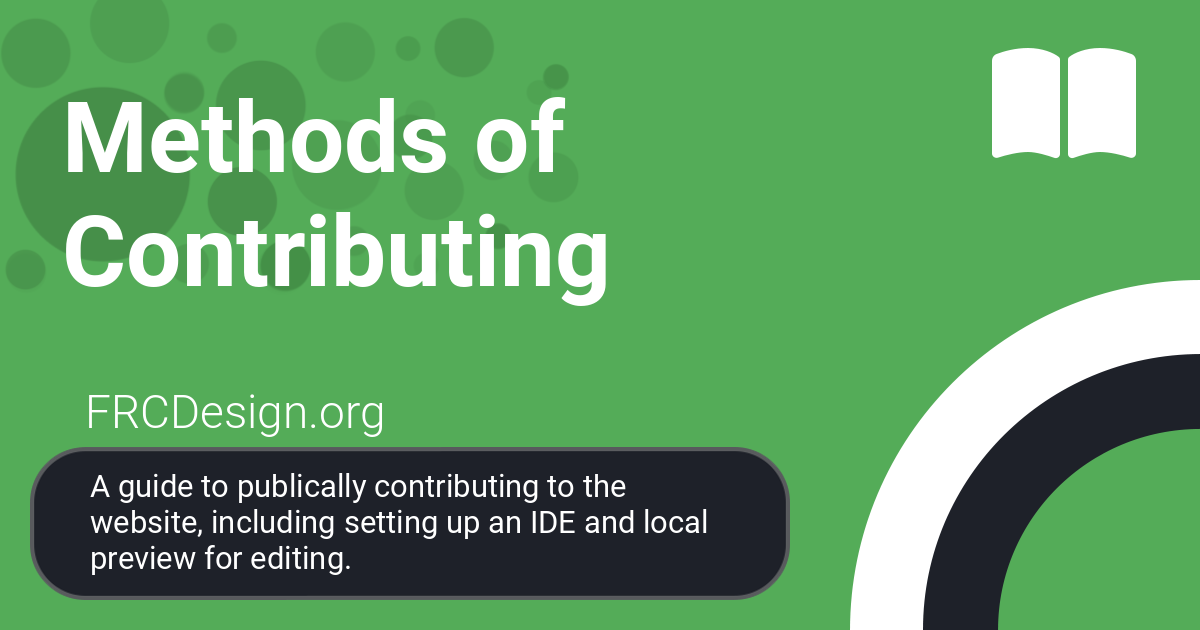 Methods of
Contributing
FRCDesign.org
A guide to publically contributing to the
website, including setting up an IDE and local
preview for editing.